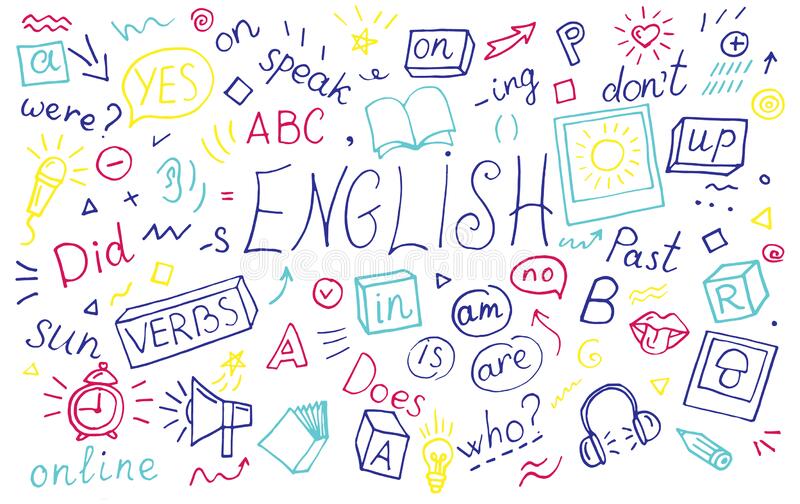 on
a
YES
speak
on
P
-ing
don't
were?
ABC,
up
ENGLISH
Did
-s
Past
no
VERBS
in
am
B
R
sun
A
is
are
Does
G
who?
A
online
dreamstime